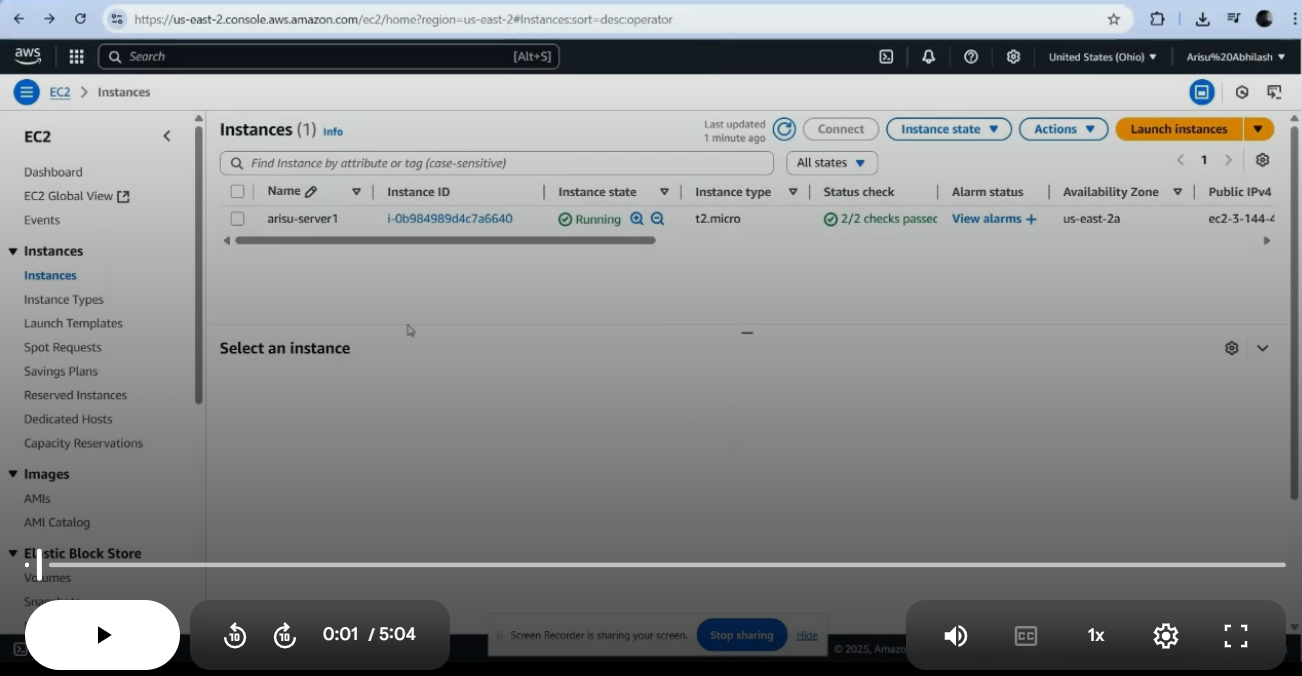 https://us-east-2.console.aws.amazon.com/ec2/home?region=us-east-2#Instances:sort=desc:operator
aws Search [Alt+S] United States (Ohio) Arisu%20Abhilash
EC2 > Instances
EC2
Dashboard
EC2 Global View
Events
Instances
Instances
Instance Types
Launch Templates
Spot Requests
Savings Plans
Reserved Instances
Dedicated Hosts
Capacity Reservations
Images
AMIs
AMI Catalog
Elastic Block Store
Volumes
Instances (1) Info
Last updated
1 minute ago
Connect Instance state Actions Launch instances
Find Instance by attribute or tag (case-sensitive) All states 1
Name Instance ID Instance state Instance type Status check Alarm status Availability Zone Public IPv4
arisu-server1 i-0b984989d4c7a6640 Running t2.micro 2/2 checks passec View alarms + us-east-2a ec2-3-144-4
Select an instance
10 10 0:01 / 5:04
Screen Recorder is sharing your screen. Stop sharing Hide
© 2025, Amazo
CC 1x